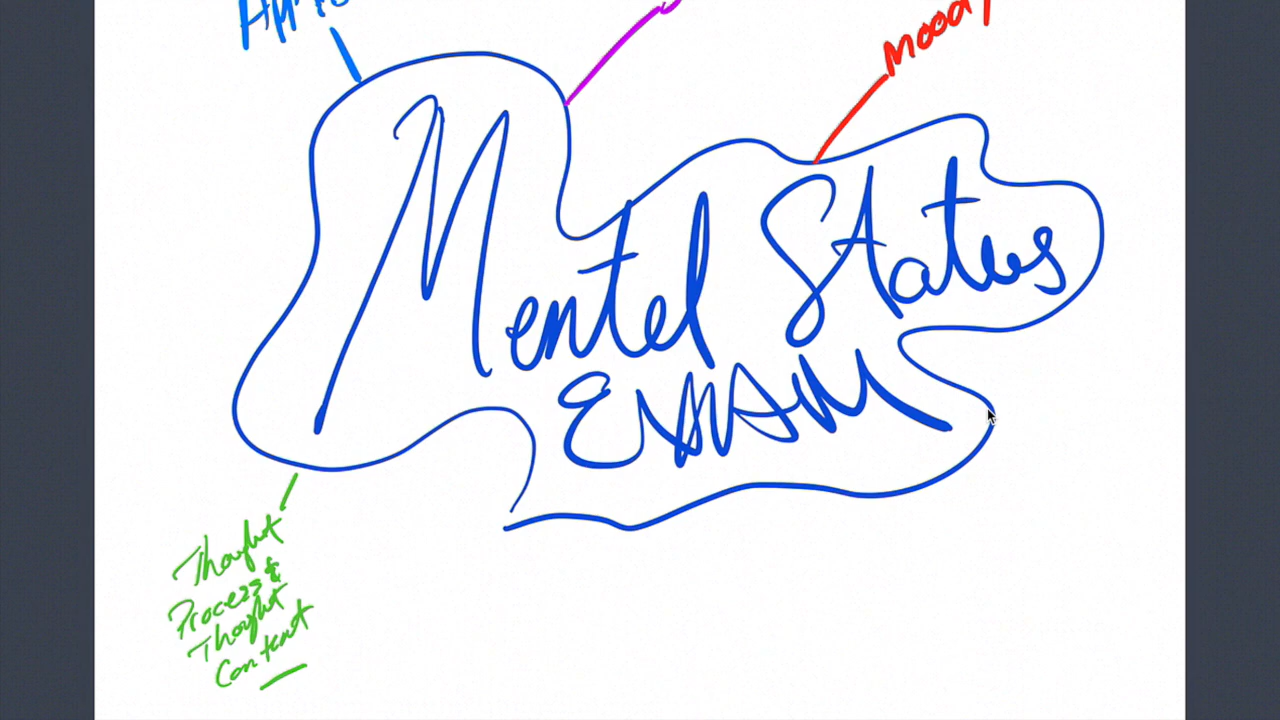 Mood
Mental Status
EXAM
Thought
Process &
Thought
Content